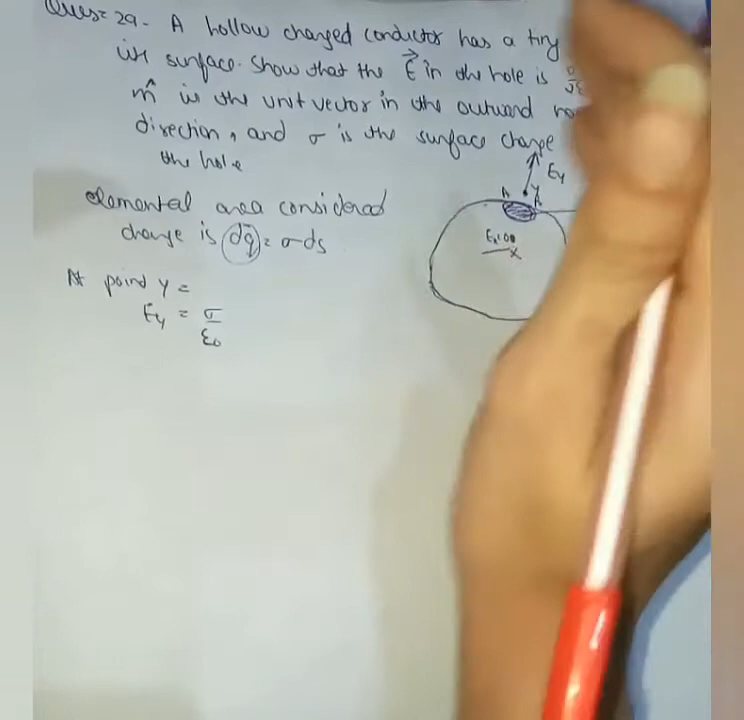 Ques= 29- A hollow charged conductor has a tiny
its surface. Show that the E⃗ in the hole is
n̂ is the unit vector in the outward
direction, and σ is the surface charge
the hole
elemental area considered
charge is dq = σ ds
At point y =
Ey = σ/ε₀
Ey
y
A
X